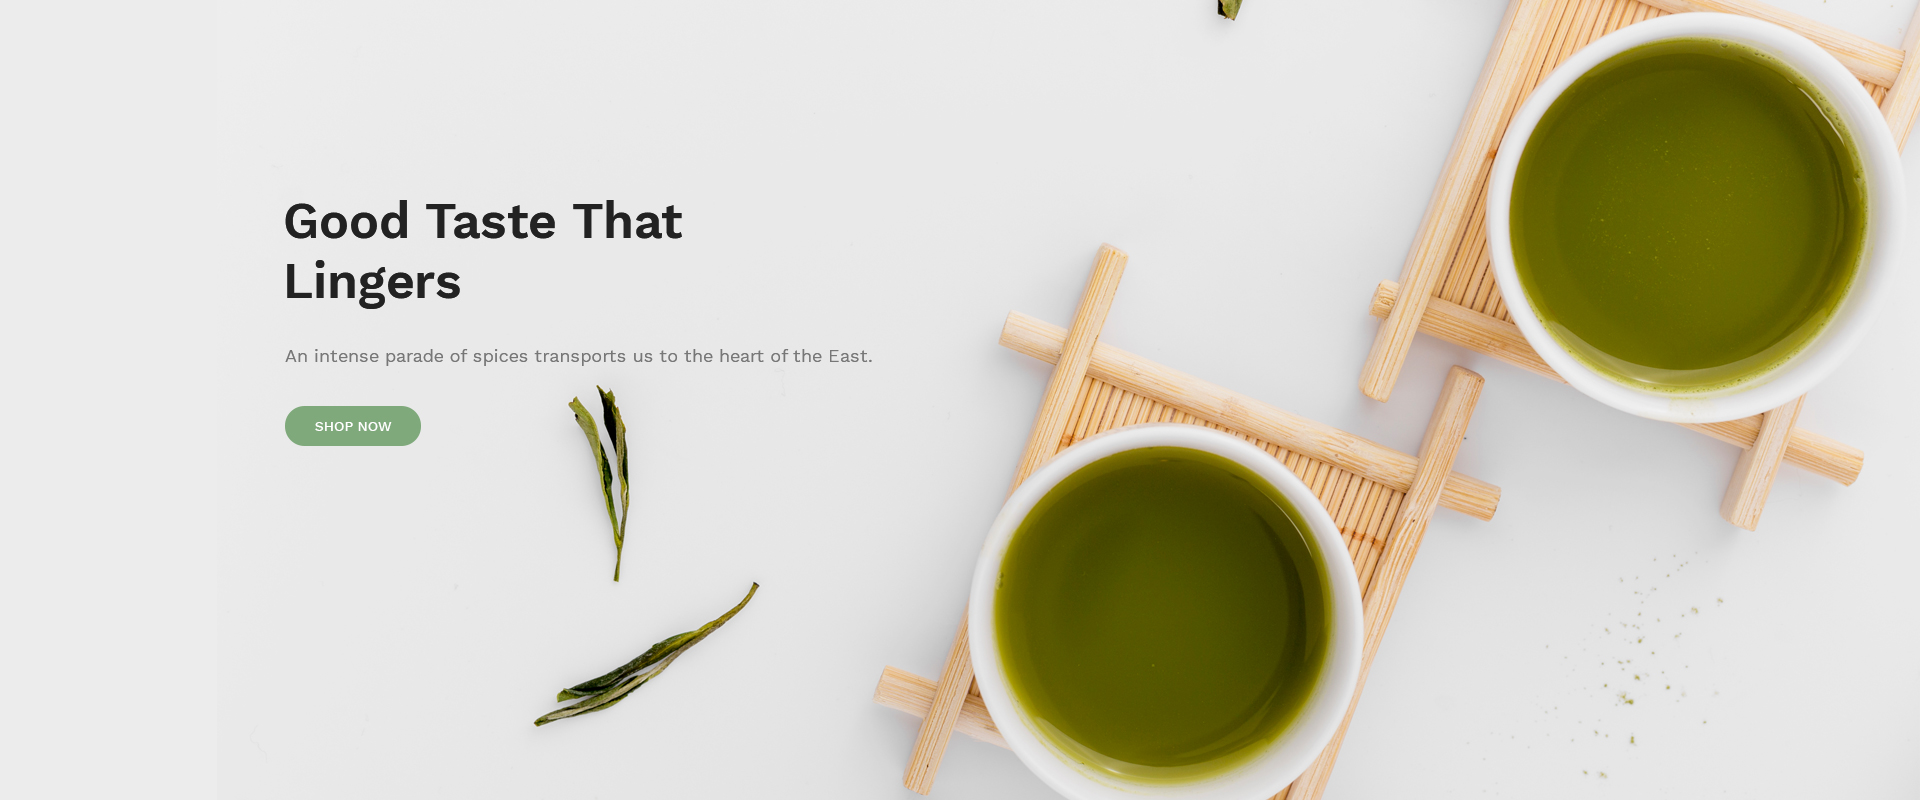 Good Taste That
Lingers
An intense parade of spices transports us to the heart of the East.
SHOP NOW